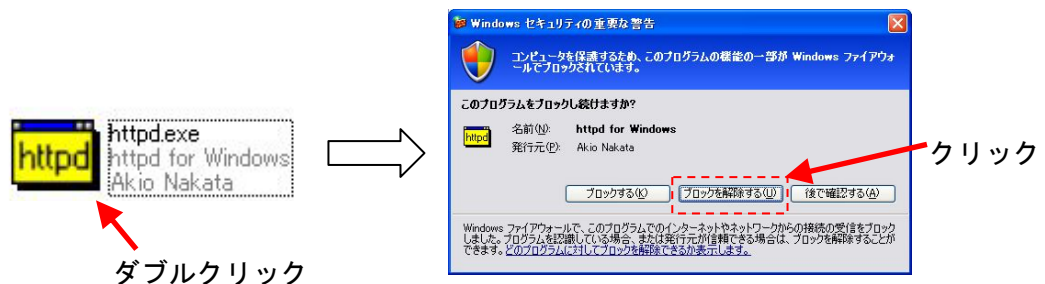 httpd
httpd.exe
httpd for Windows
Akio Nakata
ダブルクリック
Windows セキュリティの重要な警告
コンピュータを保護するため、このプログラムの機能の一部が Windows ファイアウォ
ールでブロックされています。
このプログラムをブロックし続けますか?
httpd
名前(N): httpd for Windows
発行元(P): Akio Nakata
ブロックする(K) ブロックを解除する(U) 後で確認する(A)
クリック
Windows ファイアウォールで、このプログラムでのインターネットやネットワークからの接続の受信をブロック
しました。プログラムを認識している場合、または発行元が信頼できる場合は、ブロックを解除することが
できます。どのプログラムに対してブロックを解除できるか表示します。